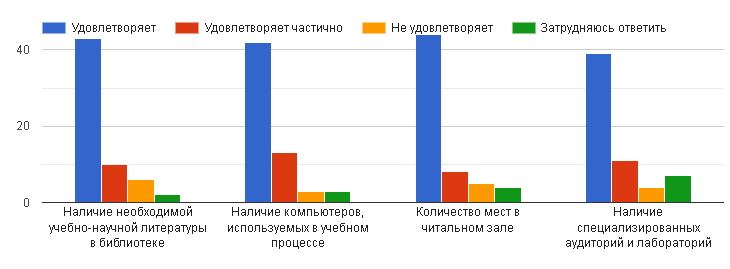 Удовлетворяет Удовлетворяет частично Не удовлетворяет Затрудняюсь ответить
40
20
0
Наличие необходимой
учебно-научной литературы
в библиотеке
Наличие компьютеров,
используемых в учебном
процессе
Количество мест в
читальном зале
Наличие
специализированных
аудиторий и лабораторий